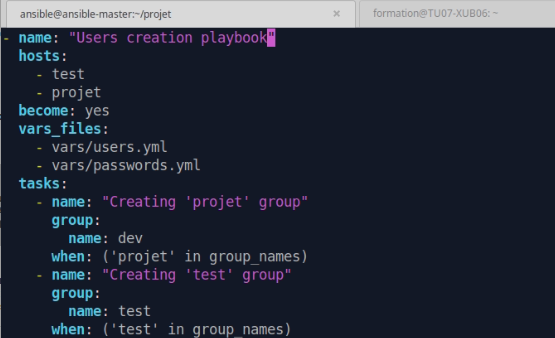 ansible@ansible-master:~/projet × formation@TU07-XUB06: ~
- name: "Users creation playbook"
  hosts:
    - test
    - projet
  become: yes
  vars_files:
    - vars/users.yml
    - vars/passwords.yml
  tasks:
    - name: "Creating 'projet' group"
      group:
        name: dev
      when: ('projet' in group_names)
    - name: "Creating 'test' group"
      group:
        name: test
      when: ('test' in group_names)